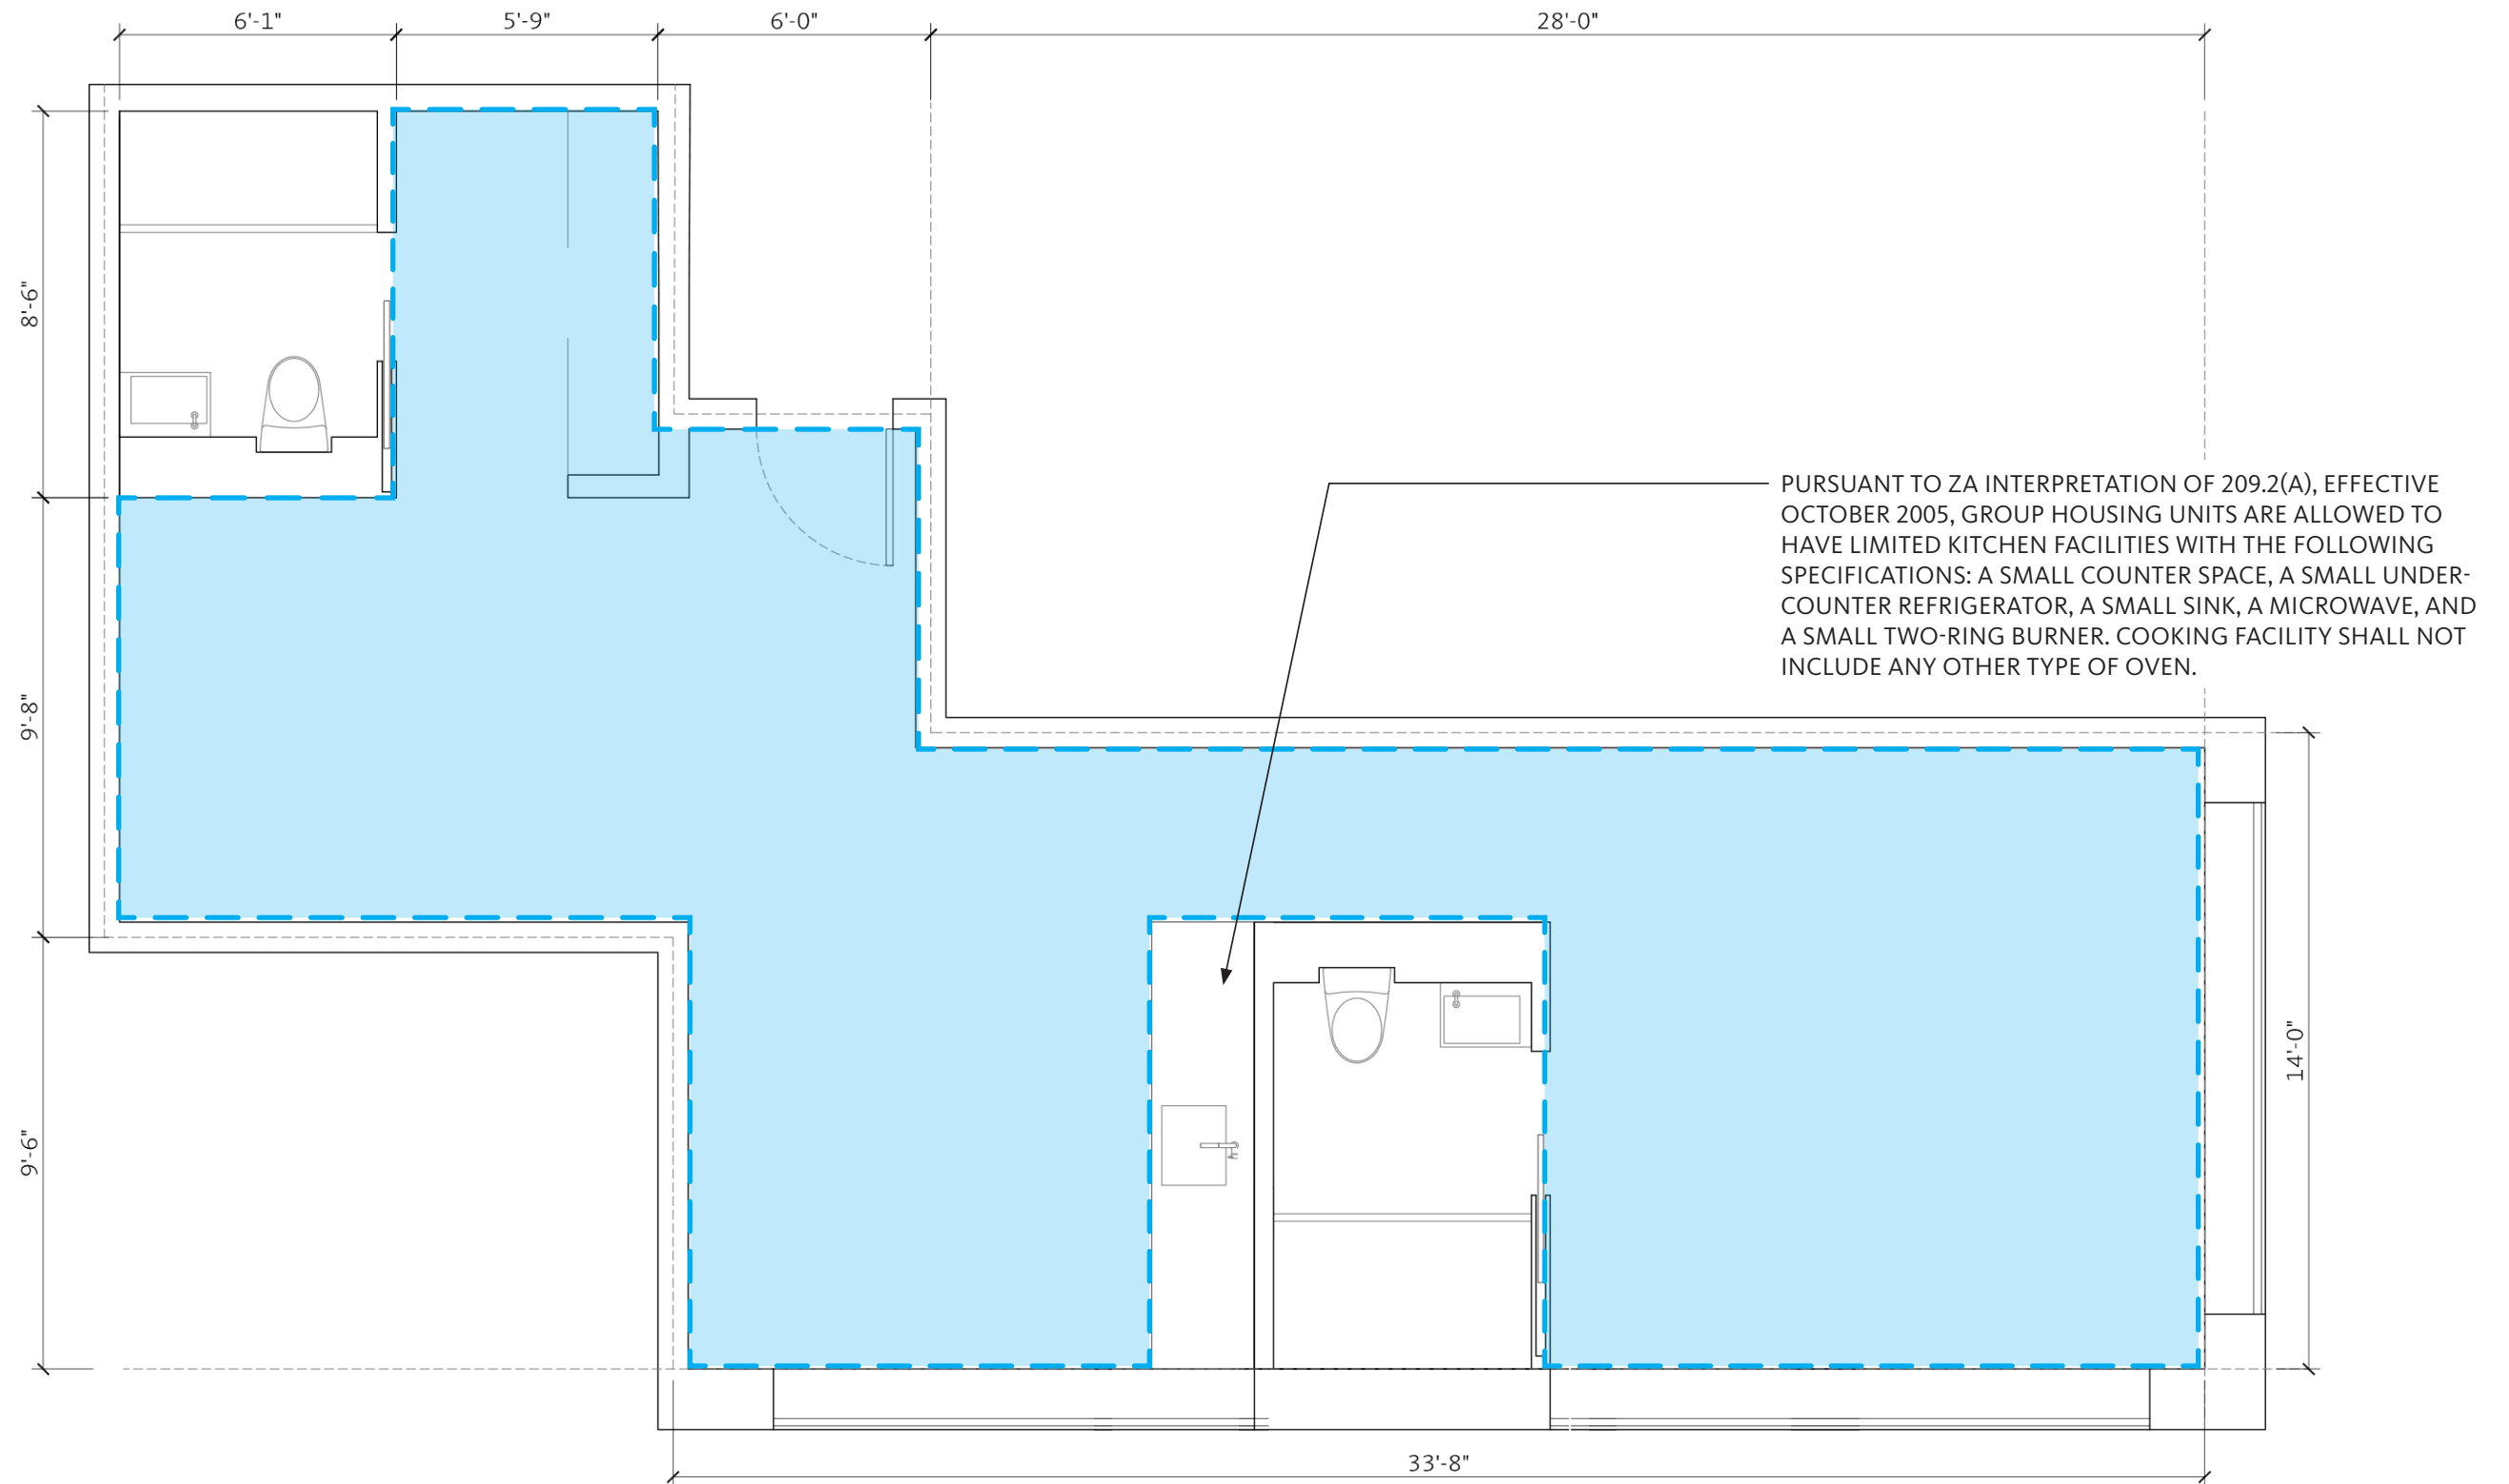 6'-1"
5'-9"
6'-0"
28'-0"
8'-6"
PURSUANT TO ZA INTERPRETATION OF 209.2(A), EFFECTIVE
OCTOBER 2005, GROUP HOUSING UNITS ARE ALLOWED TO
HAVE LIMITED KITCHEN FACILITIES WITH THE FOLLOWING
SPECIFICATIONS: A SMALL COUNTER SPACE, A SMALL UNDER-
COUNTER REFRIGERATOR, A SMALL SINK, A MICROWAVE, AND
A SMALL TWO-RING BURNER. COOKING FACILITY SHALL NOT
INCLUDE ANY OTHER TYPE OF OVEN.
9'-8"
14'-0"
9'-6"
33'-8"